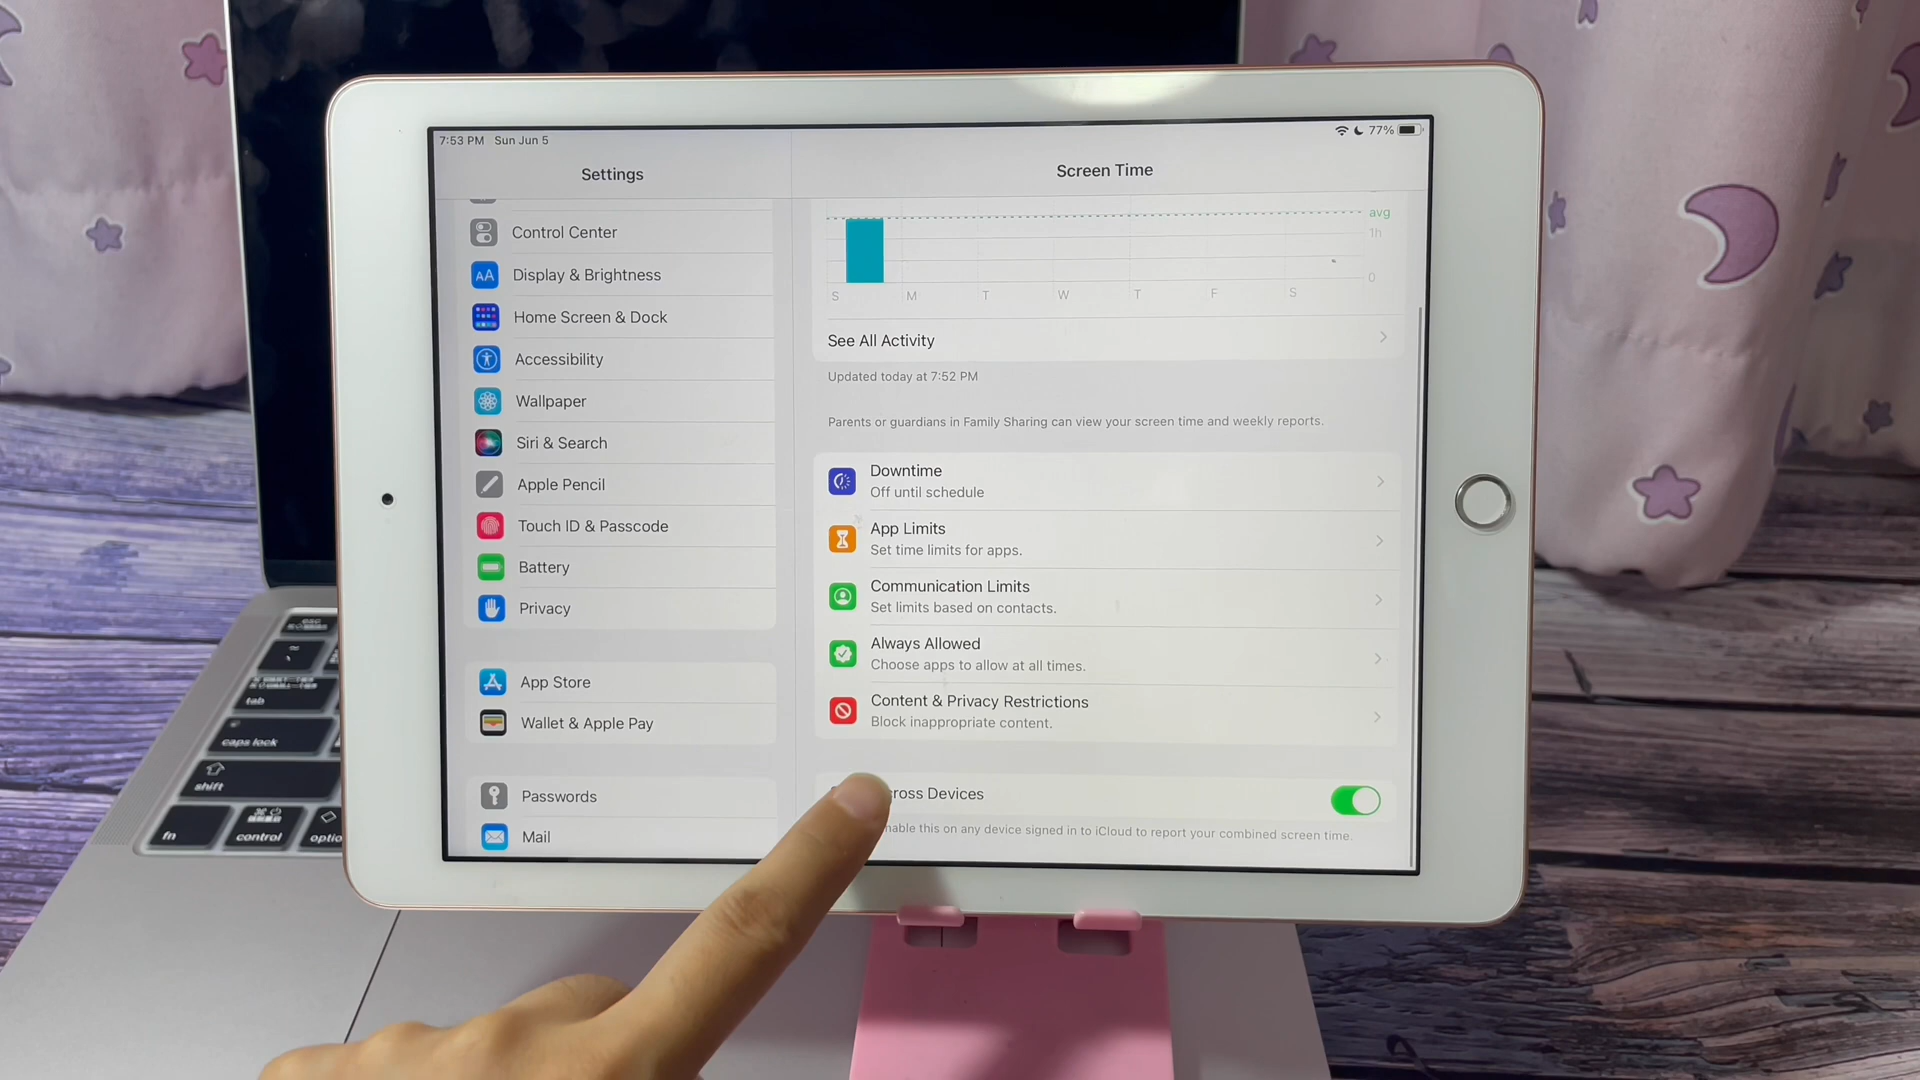 7:53 PM Sun Jun 5
77%
Settings
Control Center
Display & Brightness
Home Screen & Dock
Accessibility
Wallpaper
Siri & Search
Apple Pencil
Touch ID & Passcode
Battery
Privacy
App Store
Wallet & Apple Pay
Passwords
Mail
Screen Time
avg
1h
0
S M T W T F S
See All Activity
Updated today at 7:52 PM
Parents or guardians in Family Sharing can view your screen time and weekly reports.
Downtime
Off until schedule
App Limits
Set time limits for apps.
Communication Limits
Set limits based on contacts.
Always Allowed
Choose apps to allow at all times.
Content & Privacy Restrictions
Block inappropriate content.
Devices
this on any device signed in to iCloud to report your combined screen time.
esc
tab
caps lock
shift
fn
control